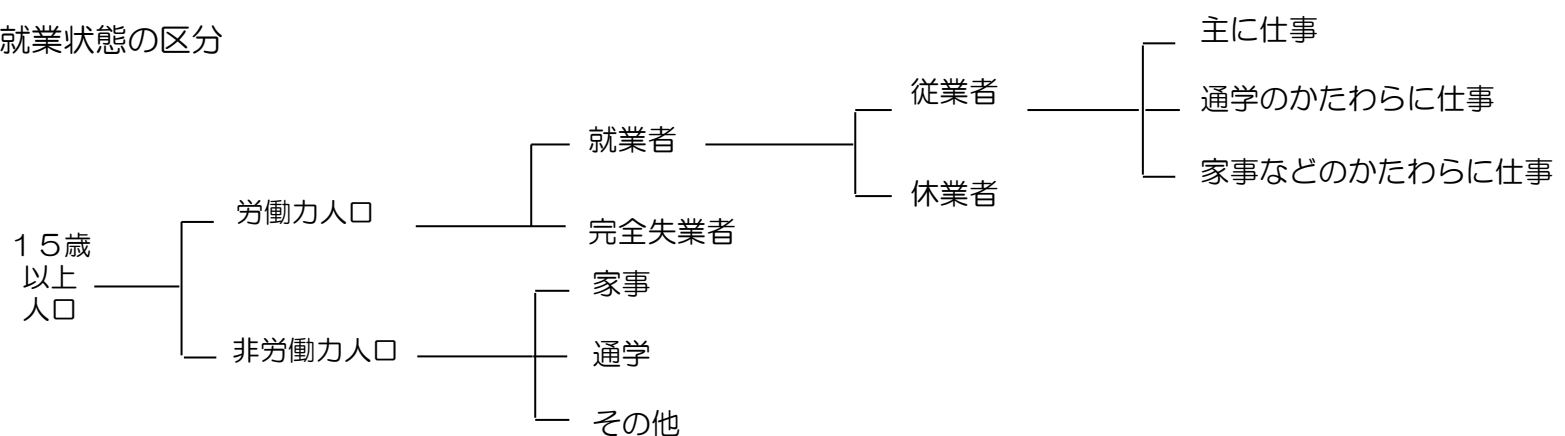 就業状態の区分
主に仕事
従業者
通学のかたわらに仕事
就業者
家事などのかたわらに仕事
休業者
労働力人口
完全失業者
１５歳
以上
人口
家事
非労働力人口
通学
その他